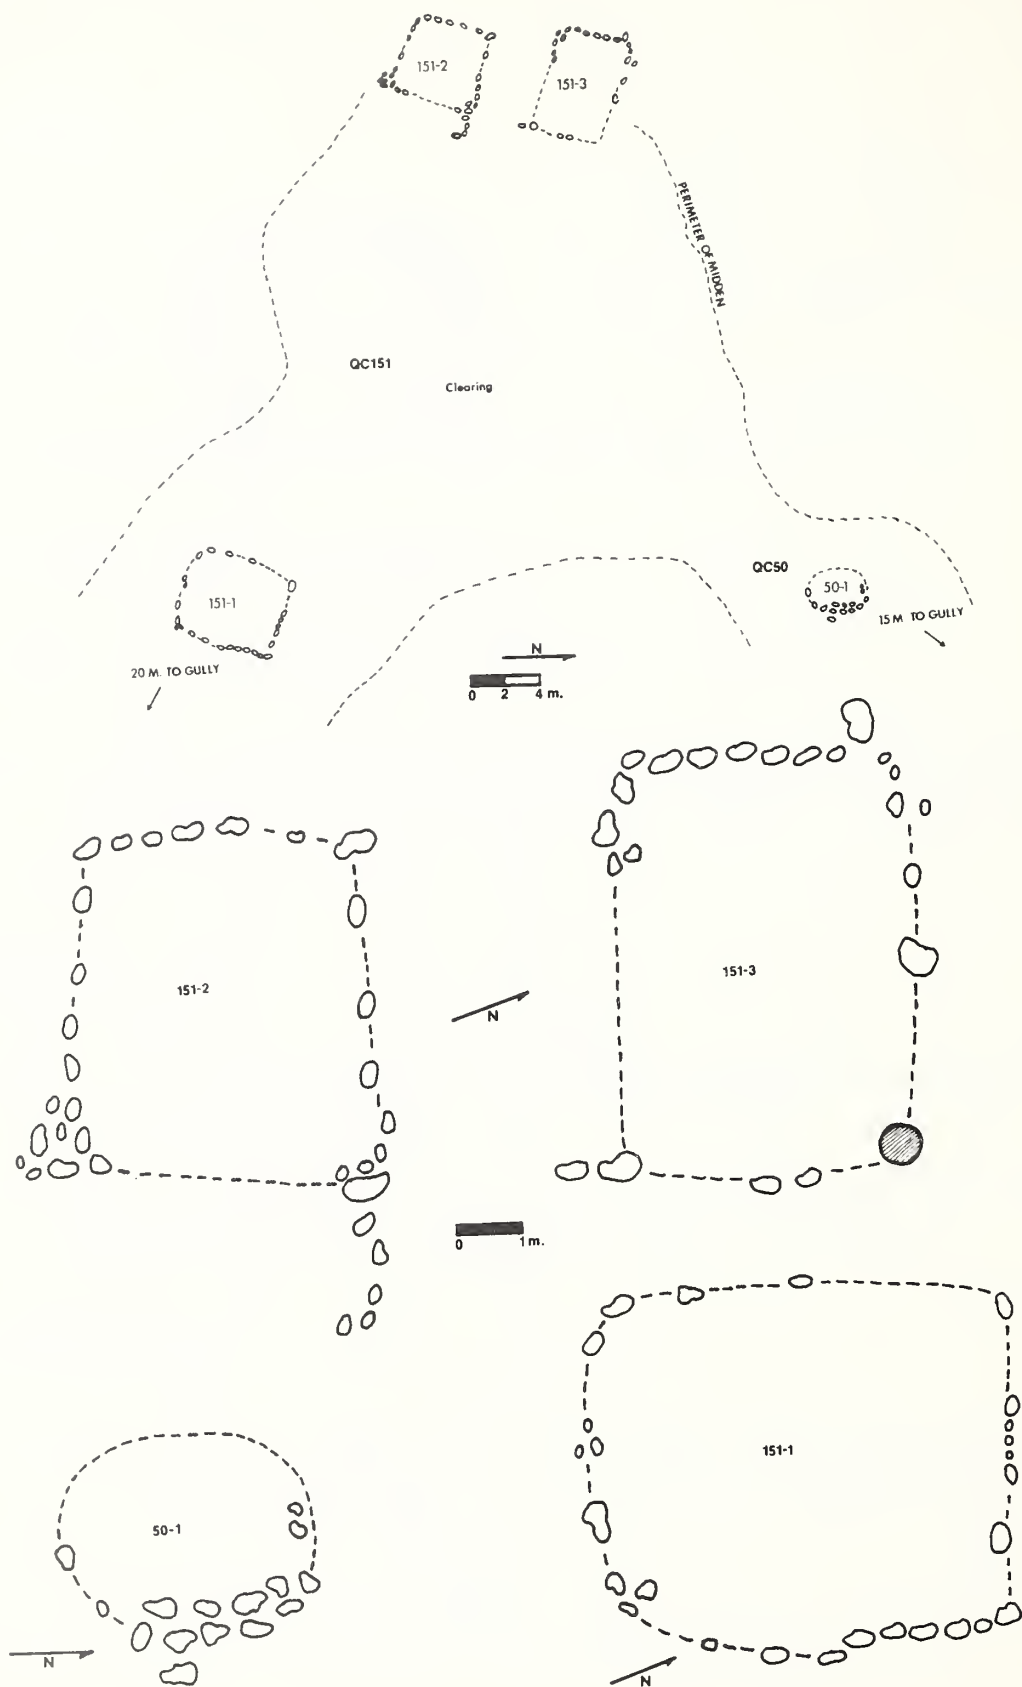 151-2
151-3
PERIMETER OF MIDDEN
QC151
Clearing
QC50
50-1
151-1
15 M TO GULLY
20 M. TO GULLY
N
0 2 4 m.
151-2
151-3
N
0 1 m.
151-1
50-1
N
N